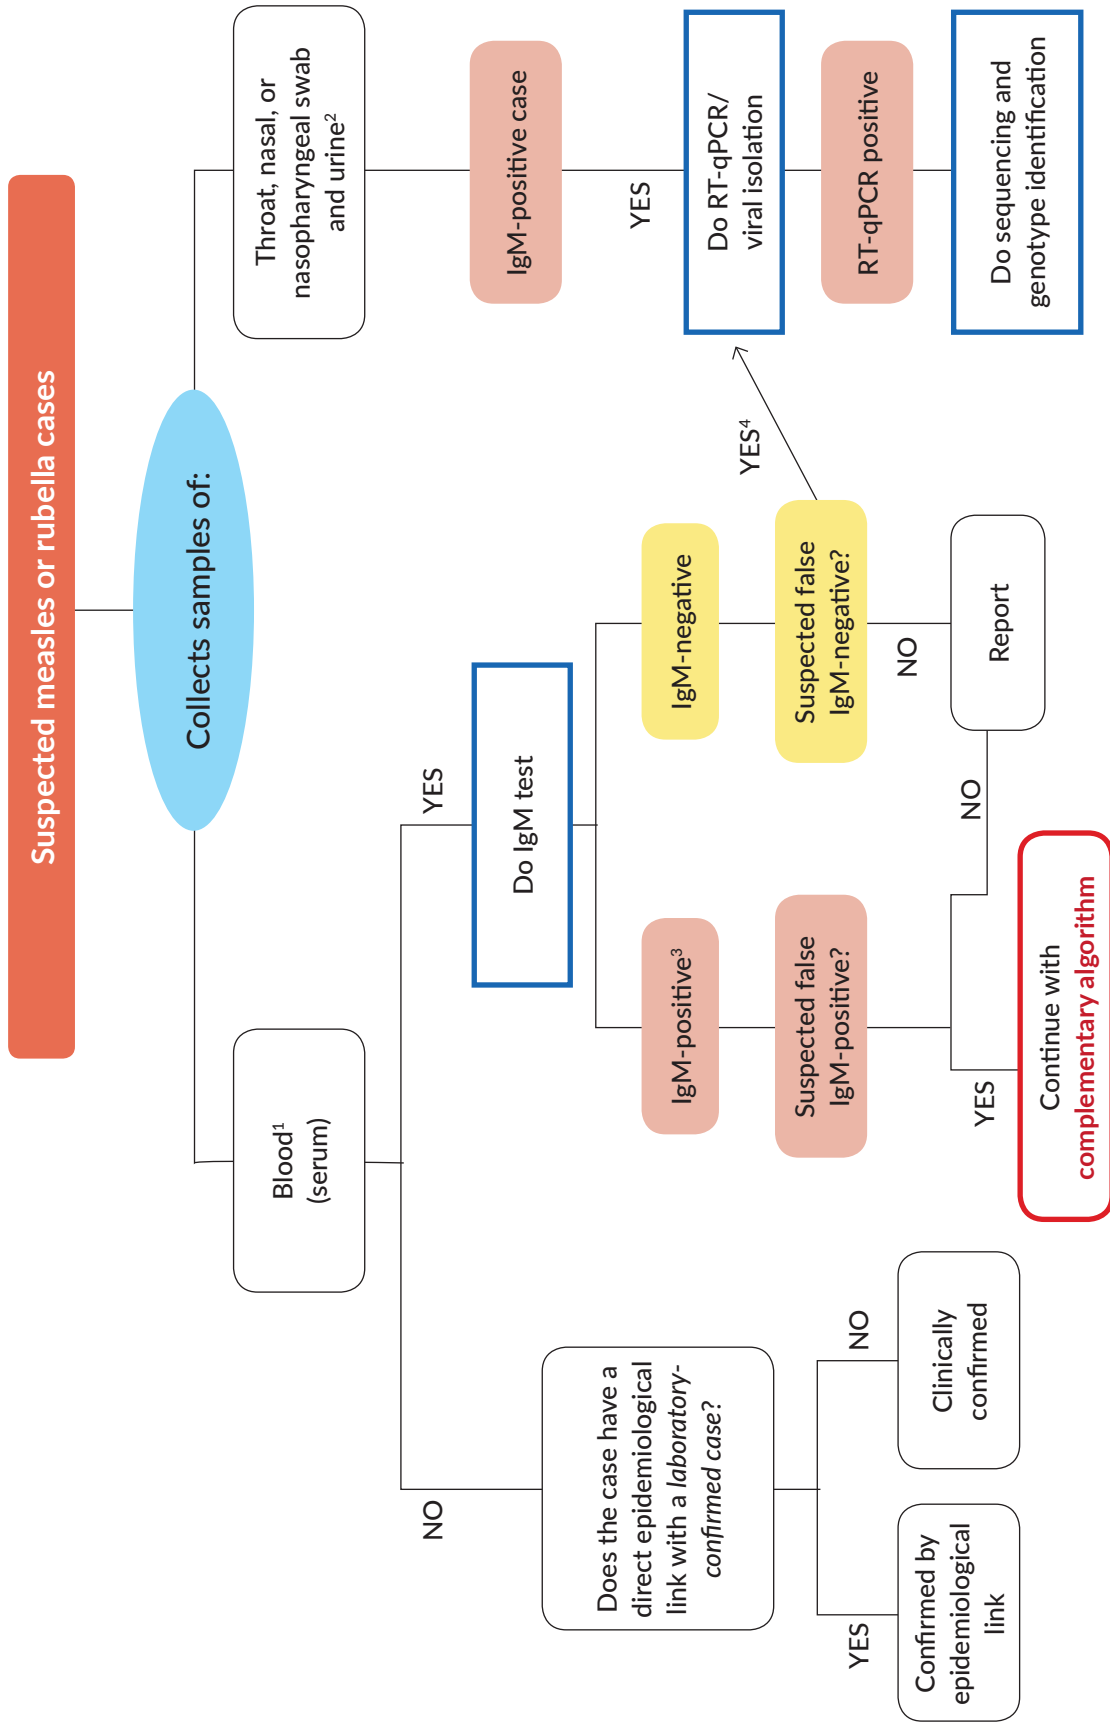 Suspected measles or rubella cases
Collects samples of:
Blood¹
(serum)
Throat, nasal, or
nasopharyngeal swab
and urine²
NO
YES
Does the case have a
direct epidemiological
link with a laboratory-
confirmed case?
YES
NO
Confirmed by
epidemiological
link
Clinically
confirmed
Do IgM test
IgM-positive³
Suspected false
IgM-positive?
YES
NO
Continue with
complementary algorithm
IgM-negative
Suspected false
IgM-negative?
NO
YES⁴
Report
IgM-positive case
YES
Do RT-qPCR/
viral isolation
RT-qPCR positive
Do sequencing and
genotype identification